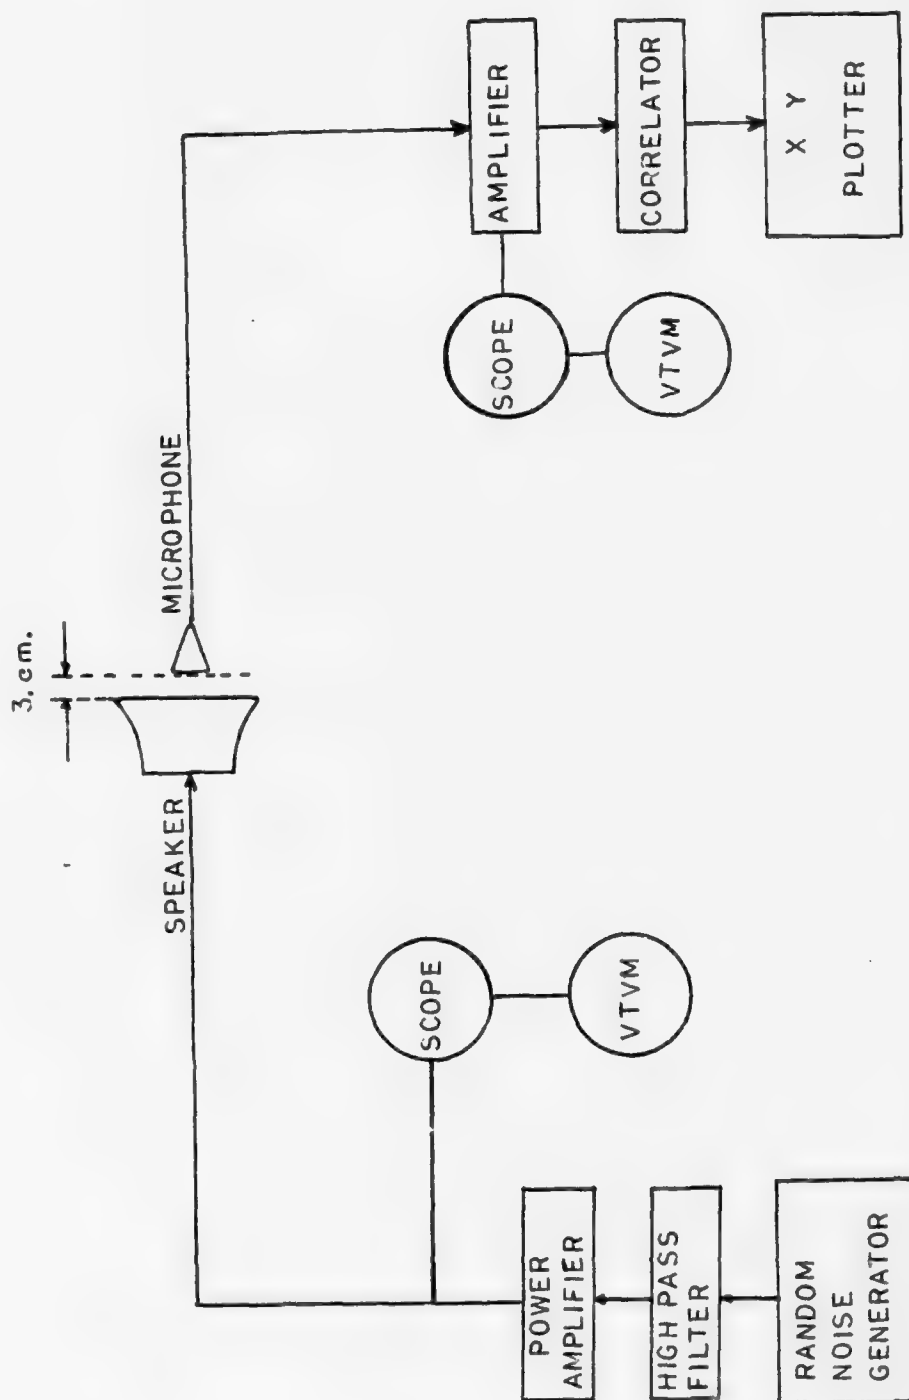 3. cm.
SPEAKER
MICROPHONE
POWER
AMPLIFIER
HIGH PASS
FILTER
RANDOM
NOISE
GENERATOR
SCOPE
VTVM
SCOPE
VTVM
AMPLIFIER
CORRELATOR
X Y
PLOTTER